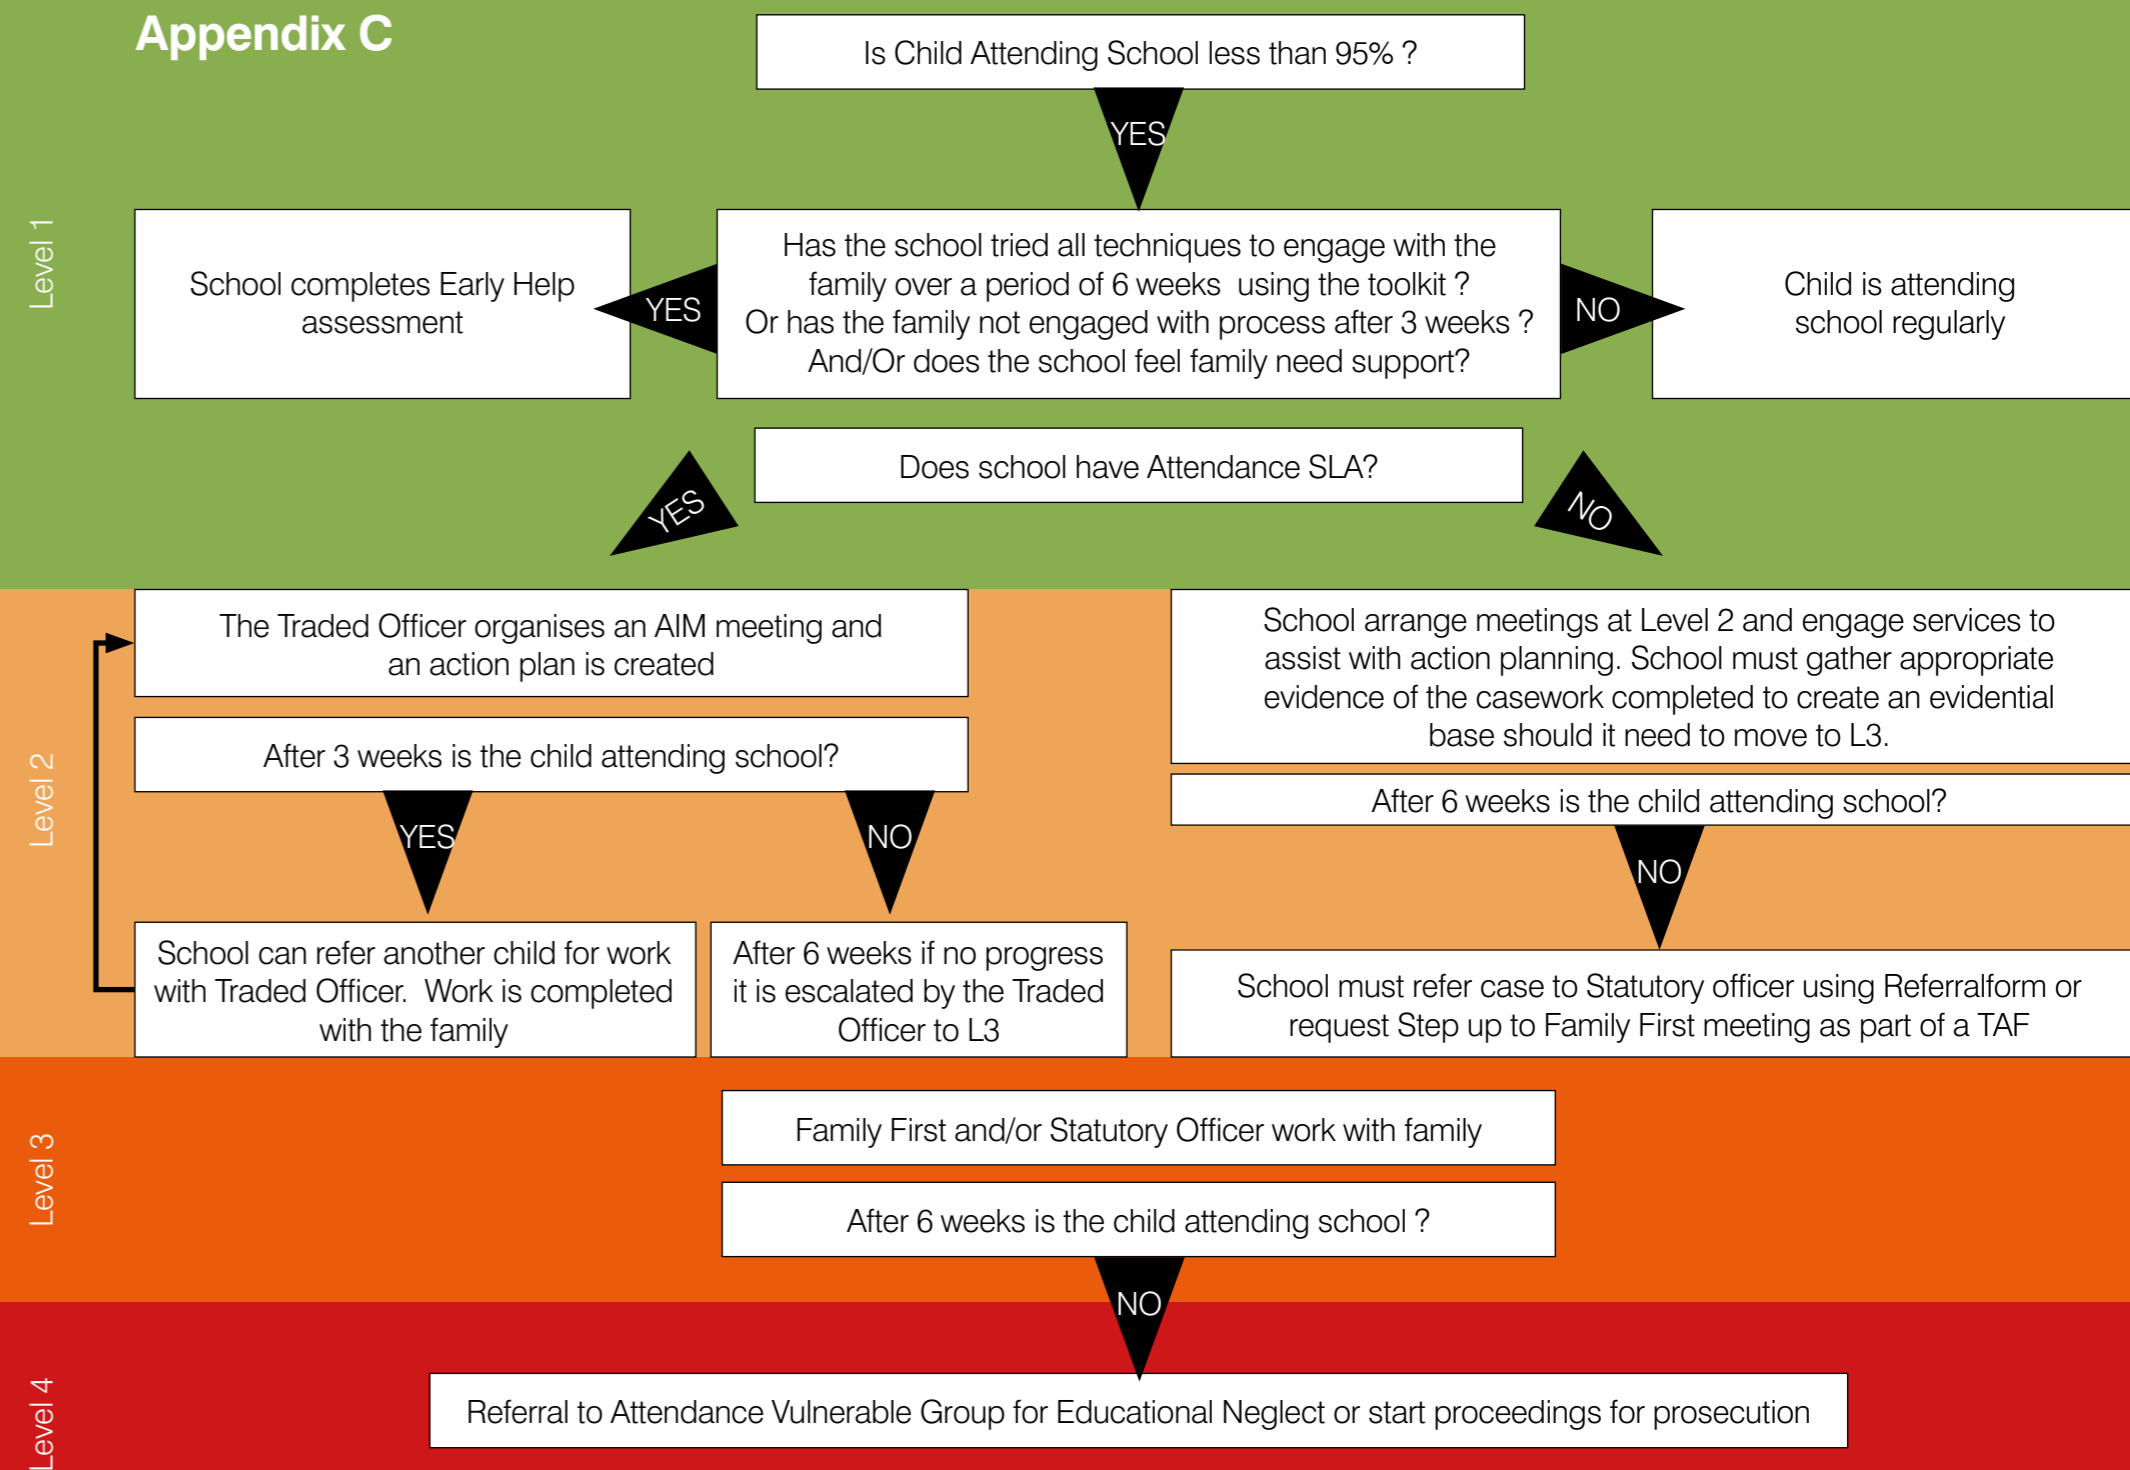 Appendix C
Is Child Attending School less than 95% ?
YES
Level 1
School completes Early Help
assessment
YES
Has the school tried all techniques to engage with the
family over a period of 6 weeks using the toolkit ?
Or has the family not engaged with process after 3 weeks ?
And/Or does the school feel family need support?
NO
Child is attending
school regularly
Does school have Attendance SLA?
YES
NO
Level 2
The Traded Officer organises an AIM meeting and
an action plan is created
After 3 weeks is the child attending school?
YES
NO
School can refer another child for work
with Traded Officer. Work is completed
with the family
After 6 weeks if no progress
it is escalated by the Traded
Officer to L3
School arrange meetings at Level 2 and engage services to
assist with action planning. School must gather appropriate
evidence of the casework completed to create an evidential
base should it need to move to L3.
After 6 weeks is the child attending school?
NO
School must refer case to Statutory officer using Referralform or
request Step up to Family First meeting as part of a TAF
Level 3
Family First and/or Statutory Officer work with family
After 6 weeks is the child attending school ?
NO
Level 4
Referral to Attendance Vulnerable Group for Educational Neglect or start proceedings for prosecution